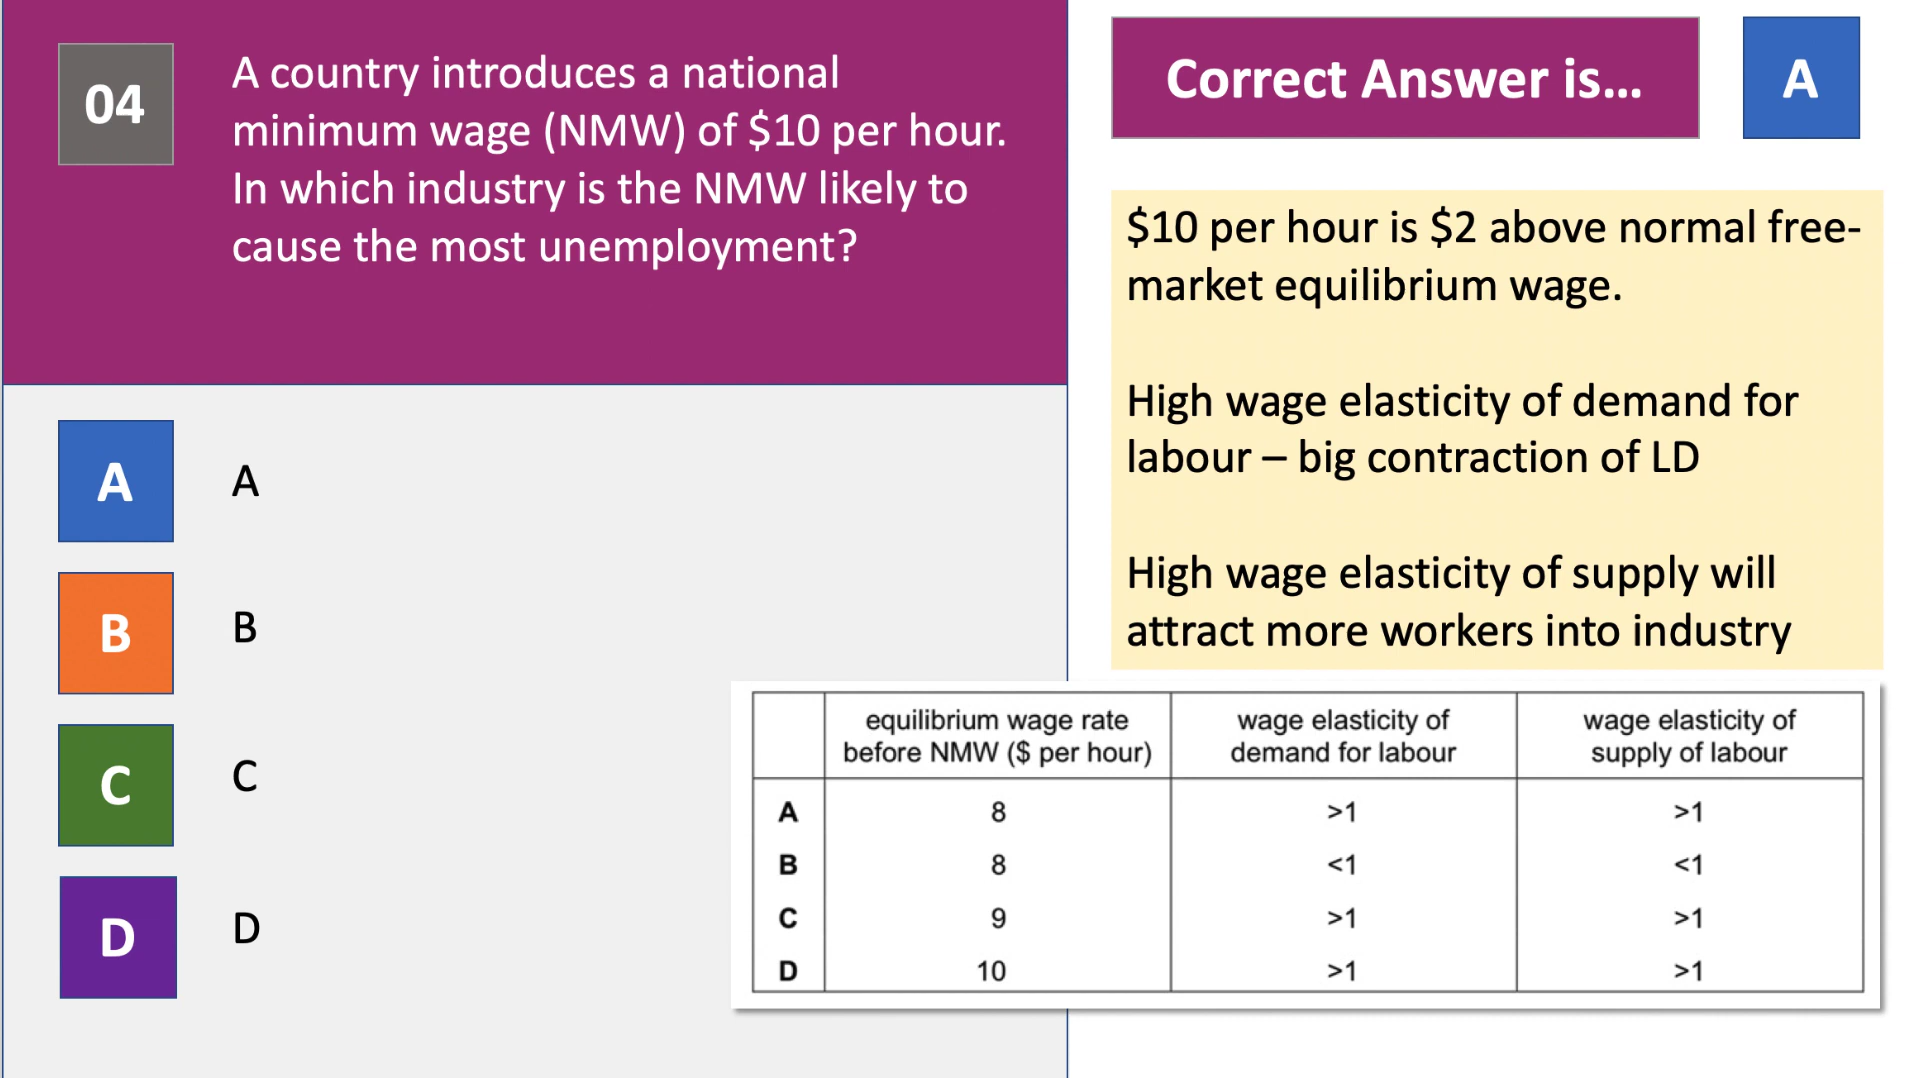 04
A country introduces a national
minimum wage (NMW) of $10 per hour.
In which industry is the NMW likely to
cause the most unemployment?
A A
B B
C C
D D
Correct Answer is... A
$10 per hour is $2 above normal free-
market equilibrium wage.
High wage elasticity of demand for
labour – big contraction of LD
High wage elasticity of supply will
attract more workers into industry
equilibrium wage rate wage elasticity of wage elasticity of
before NMW ($ per hour) demand for labour supply of labour
A 8 >1 >1
B 8 <1 <1
C 9 >1 >1
D 10 >1 >1